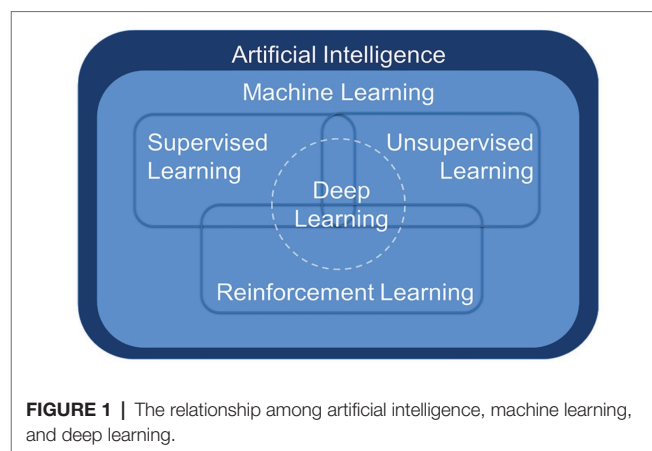 Artificial Intelligence
Machine Learning
Supervised
Learning
Unsupervised
Learning
Deep
Learning
Reinforcement Learning
FIGURE 1 | The relationship among artificial intelligence, machine learning,
and deep learning.